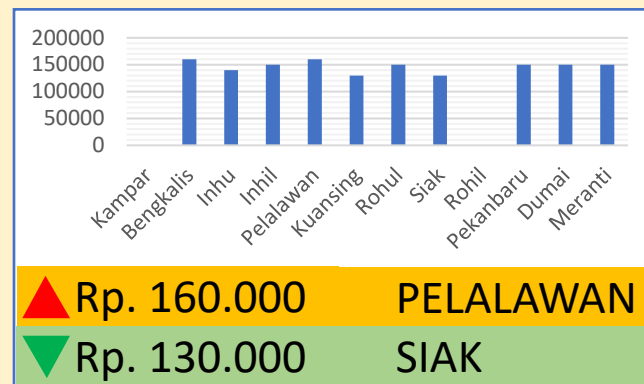 200000
150000
100000
50000
0
Kampar
Bengkalis
Inhu
Inhil
Pelalawan
Kuansing
Rohul
Siak
Rohil
Pekanbaru
Dumai
Meranti
Rp. 160.000 PELALAWAN
Rp. 130.000 SIAK